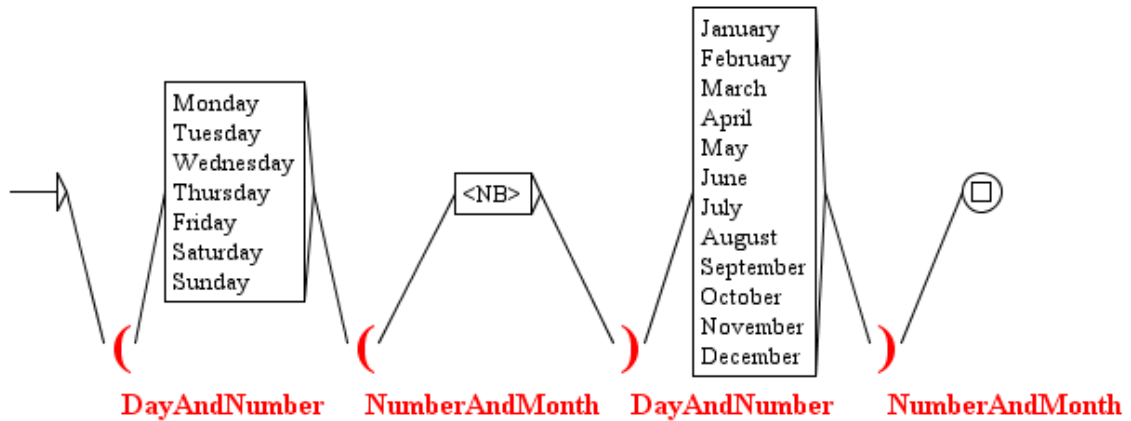 Monday
Tuesday
Wednesday
Thursday
Friday
Saturday
Sunday
(
DayAndNumber
(
NumberAndMonth
<NB>
)
DayAndNumber
January
February
March
April
May
June
July
August
September
October
November
December
)
NumberAndMonth